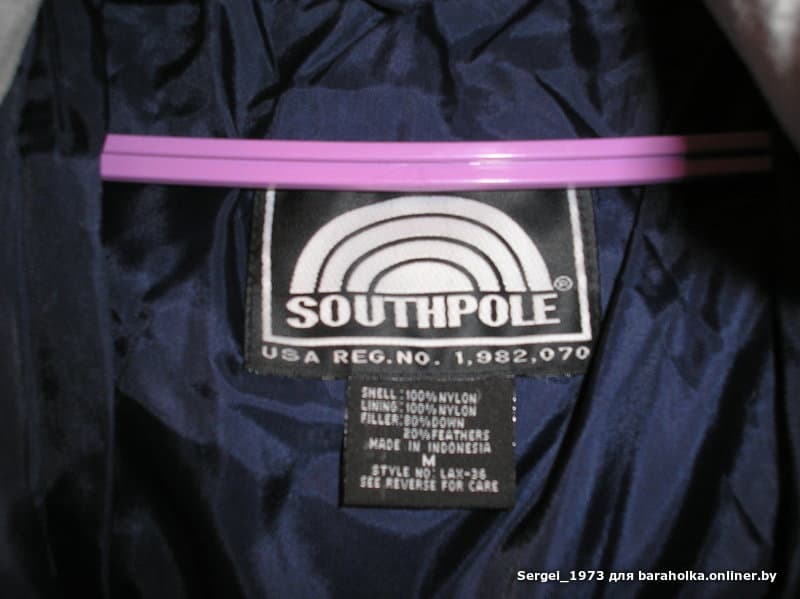 SOUTHPOLE®
USA REG.NO. 1,982,070
SHELL: 100% NYLON
LINING: 100% NYLON
FILLER: 80% DOWN
20% FEATHERS
MADE IN INDONESIA
M
STYLE NO: LAX-36
SEE REVERSE FOR CARE
Sergei_1973 для baraholka.onliner.by